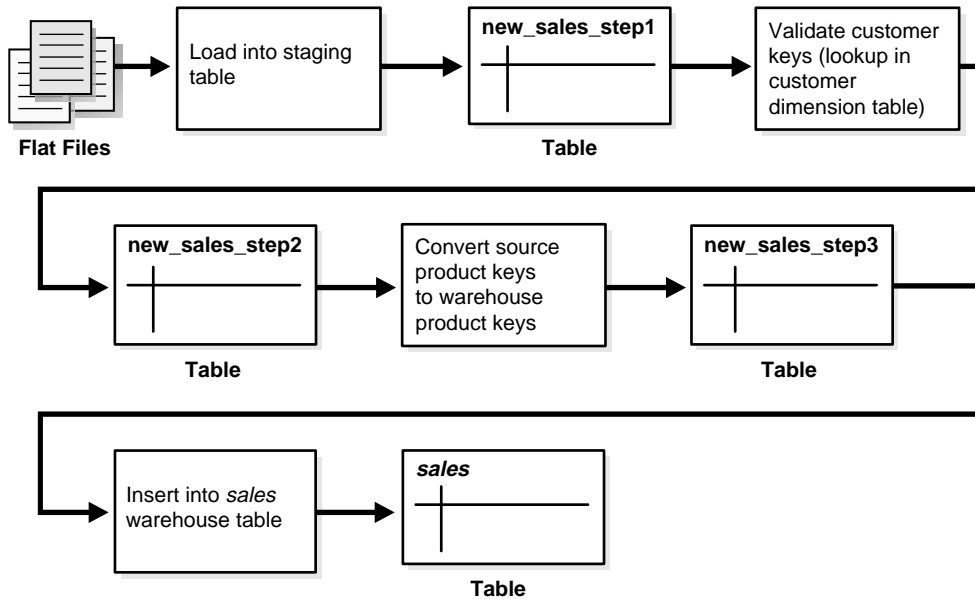 Flat Files
Load into staging
table
new_sales_step1
Table
Validate customer
keys (lookup in
customer
dimension table)
new_sales_step2
Table
Convert source
product keys
to warehouse
product keys
new_sales_step3
Table
Insert into sales
warehouse table
sales
Table